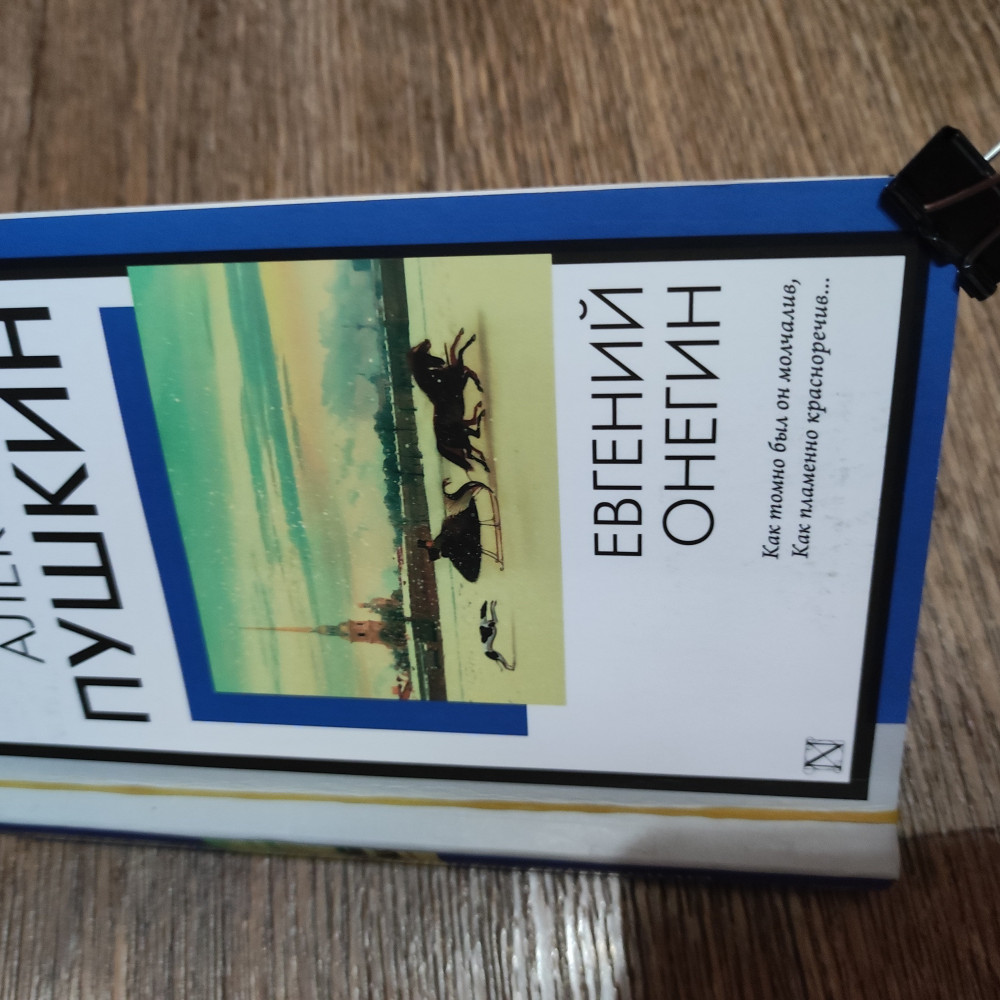 ПУШКИН
ЕВГЕНИЙ
ОНЕГИН
Как томно был он молчалив,
Как пламенно красноречив...